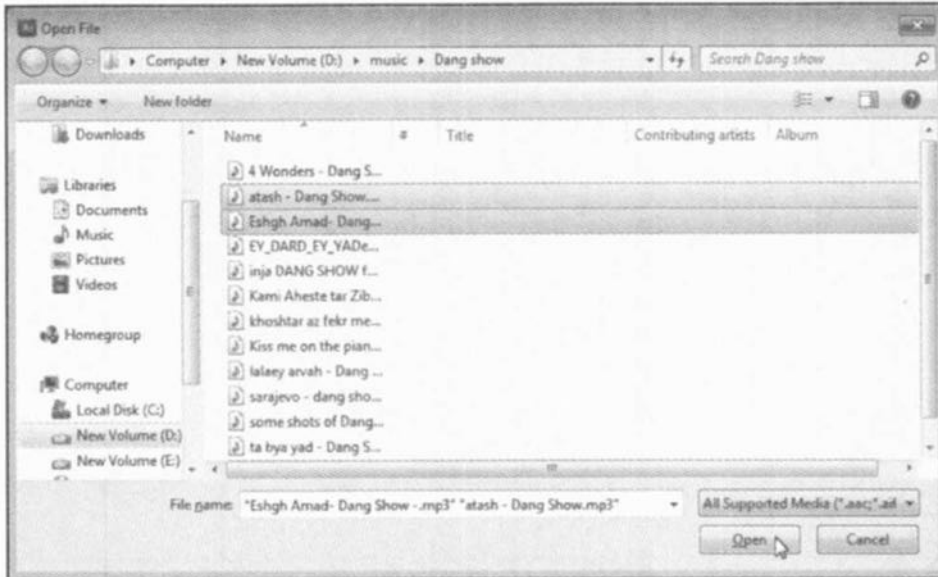 Open File
Computer ▸ New Volume (D:) ▸ music ▸ Dang show
Search Dang show
Organize
New folder
Downloads
Libraries
Documents
Music
Pictures
Videos
Homegroup
Computer
Local Disk (C:)
New Volume (D:)
New Volume (E:)
Name
#
Title
Contributing artists
Album
4 Wonders - Dang S...
atash - Dang Show....
Eshgh Amad- Dang...
EY_DARD_EY_YADe...
inja DANG SHOW f...
Kami Aheste tar Zib...
khoshtar az fekr me...
Kiss me on the pian...
lalaey arvah - Dang ...
sarajevo - dang sho...
some shots of Dang...
ta bya yad - Dang S...
File name: "Eshgh Amad- Dang Show -.mp3" "atash - Dang Show.mp3"
All Supported Media (*.aac;*.aif
Open
Cancel